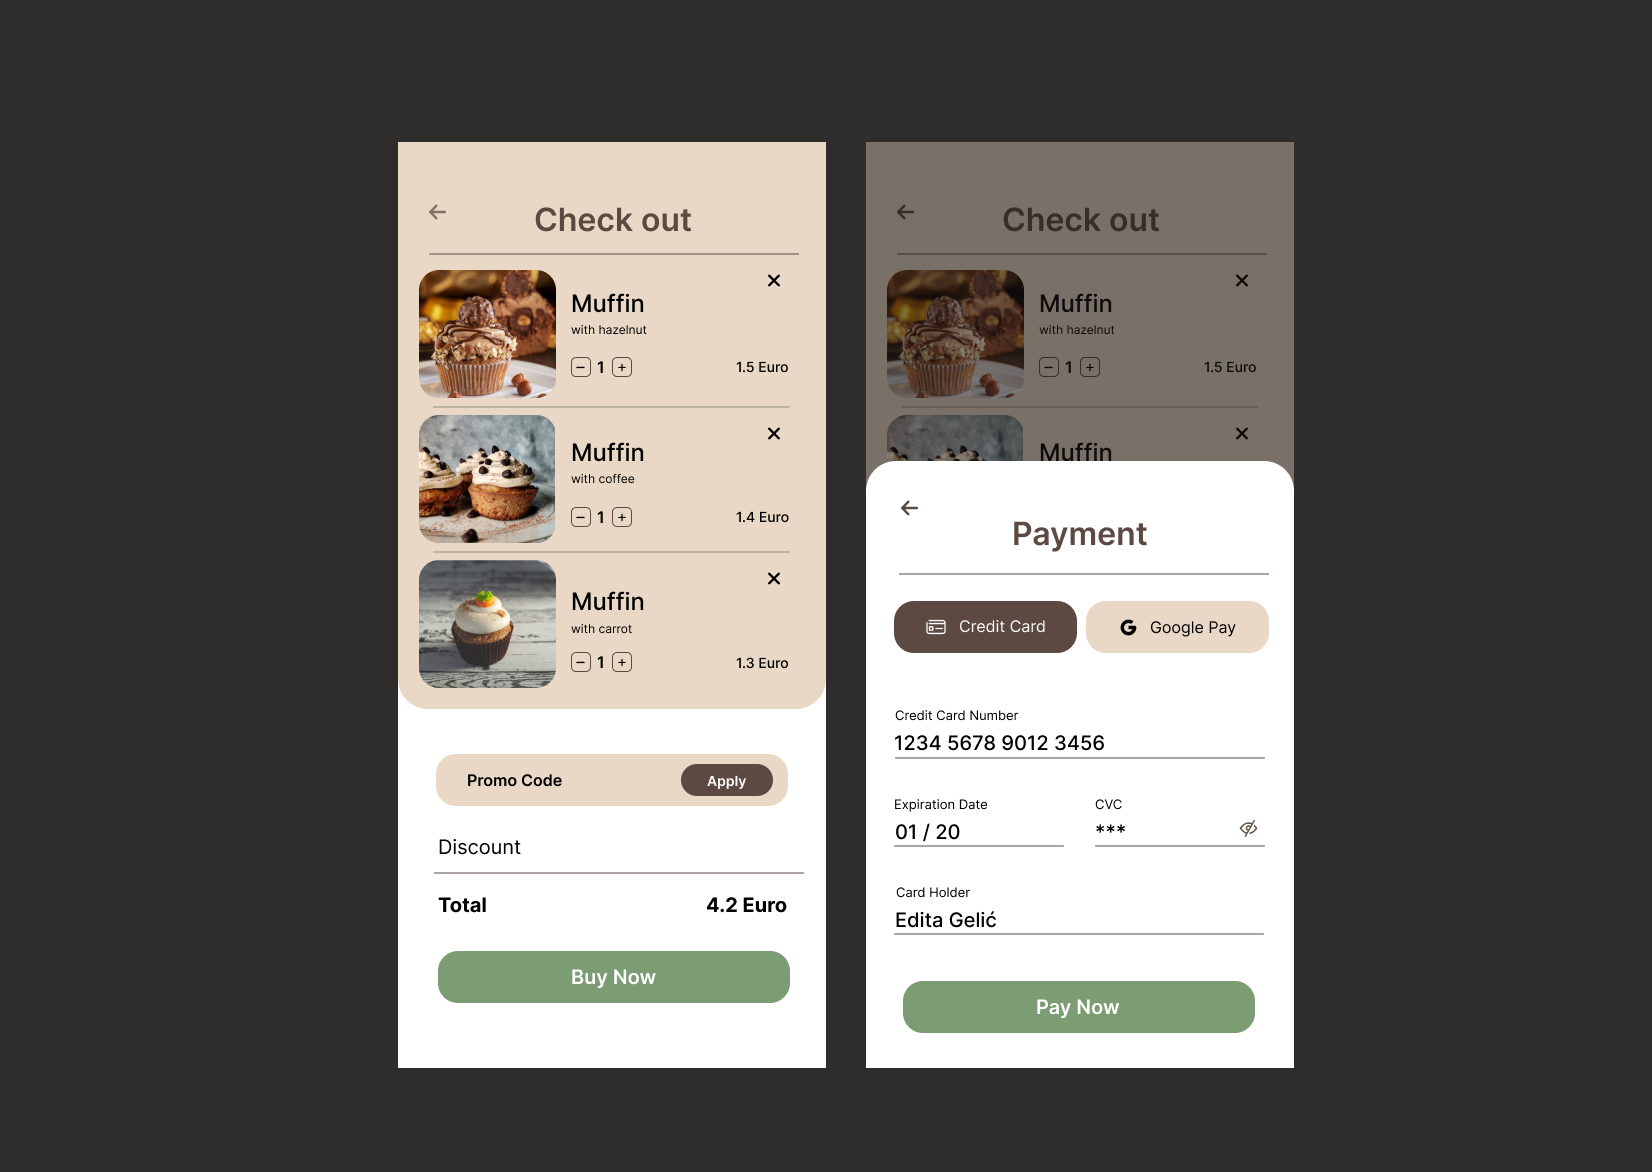 Check out
Muffin
with hazelnut
1
1.5 Euro
Muffin
with coffee
1
1.4 Euro
Muffin
with carrot
1
1.3 Euro
Promo Code
Apply
Discount
Total
4.2 Euro
Buy Now
Check out
Muffin
with hazelnut
1
1.5 Euro
Muffin
Payment
Credit Card
G Google Pay
Credit Card Number
1234 5678 9012 3456
Expiration Date
01 / 20
CVC
***
Card Holder
Edita Gelić
Pay Now